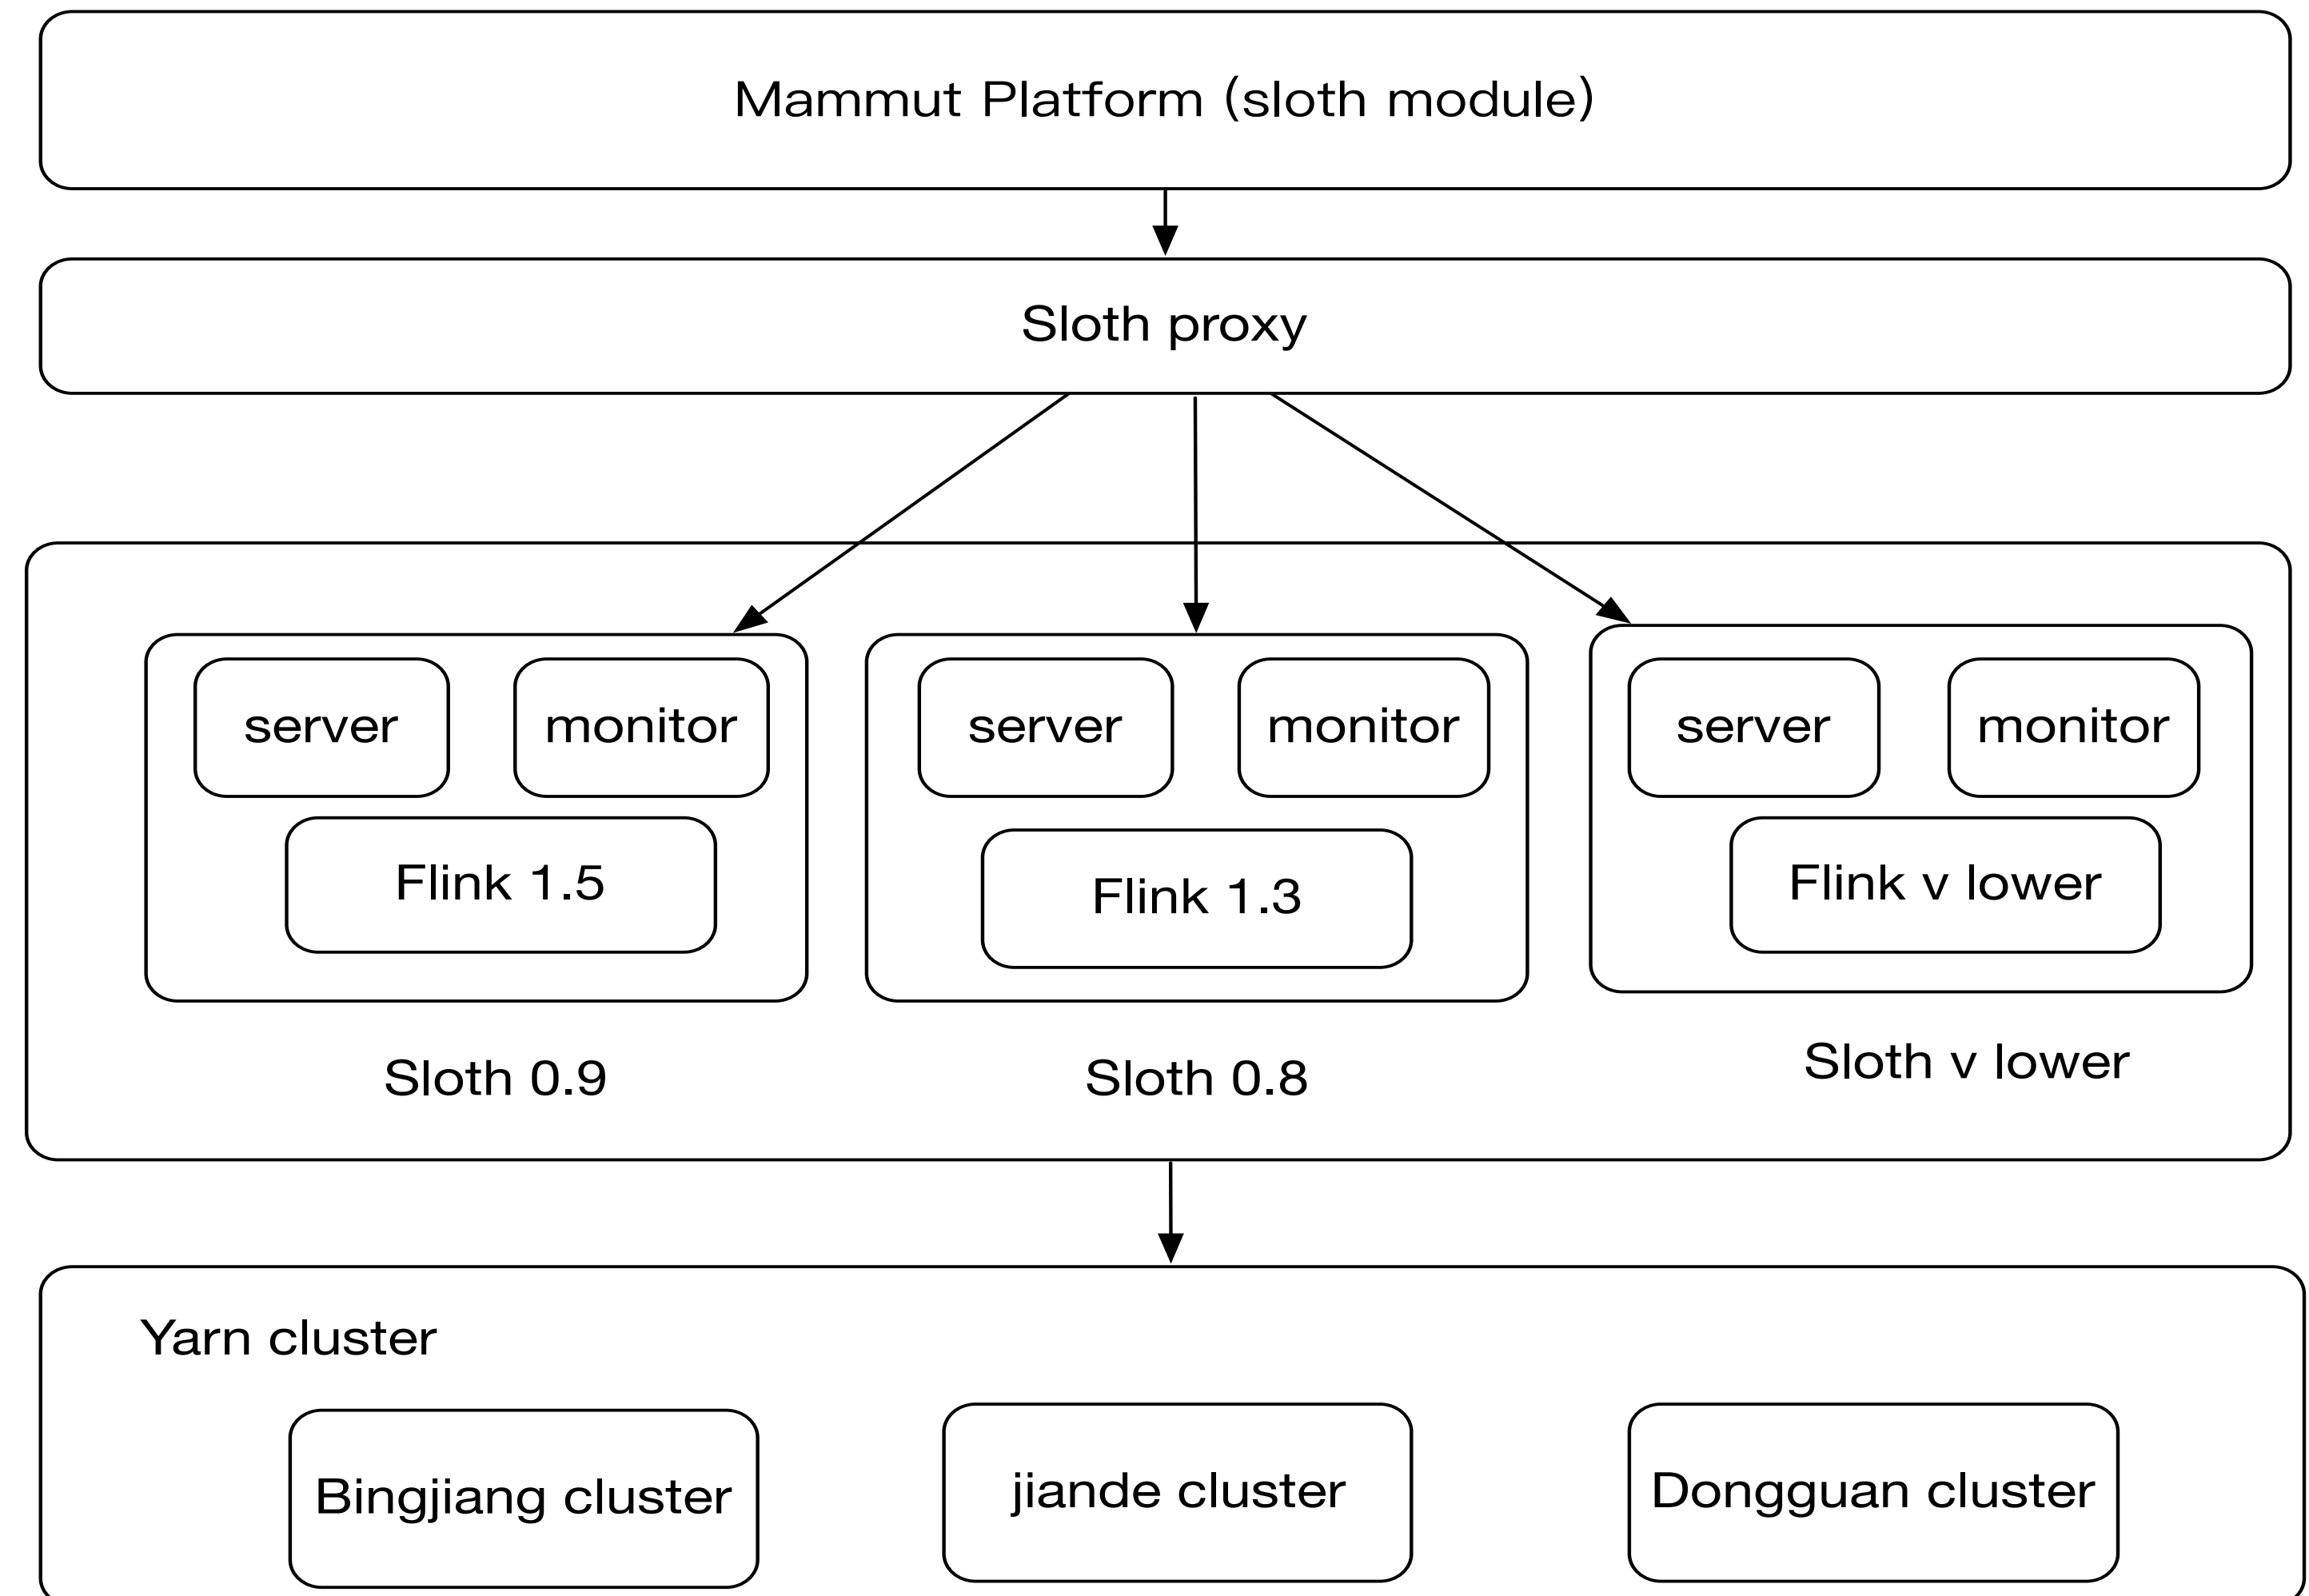 Mammut Platform (sloth module)
Sloth proxy
server
monitor
Flink 1.5
Sloth 0.9
server
monitor
Flink 1.3
Sloth 0.8
server
monitor
Flink v lower
Sloth v lower
Yarn cluster
Bingjiang cluster
jiande cluster
Dongguan cluster